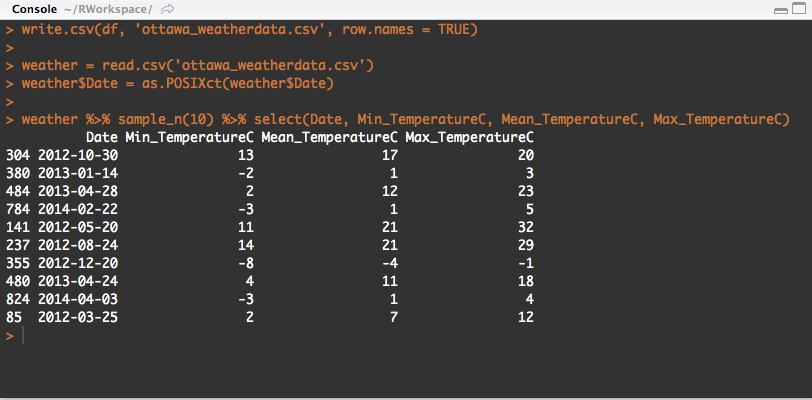 Console ~/RWorkspace/
> write.csv(df, 'ottawa_weatherdata.csv', row.names = TRUE)
>
> weather = read.csv('ottawa_weatherdata.csv')
> weather$Date = as.POSIXct(weather$Date)
>
> weather %>% sample_n(10) %>% select(Date, Min_TemperatureC, Mean_TemperatureC, Max_TemperatureC)
          Date Min_TemperatureC Mean_TemperatureC Max_TemperatureC
304 2012-10-30               13                17               20
380 2013-01-14               -2                 1                3
484 2013-04-28                2                12               23
784 2014-02-22               -3                 1                5
141 2012-05-20               11                21               32
237 2012-08-24               14                21               29
355 2012-12-20               -8                -4               -1
480 2013-04-24                4                11               18
824 2014-04-03               -3                 1                4
85  2012-03-25                2                 7               12
>